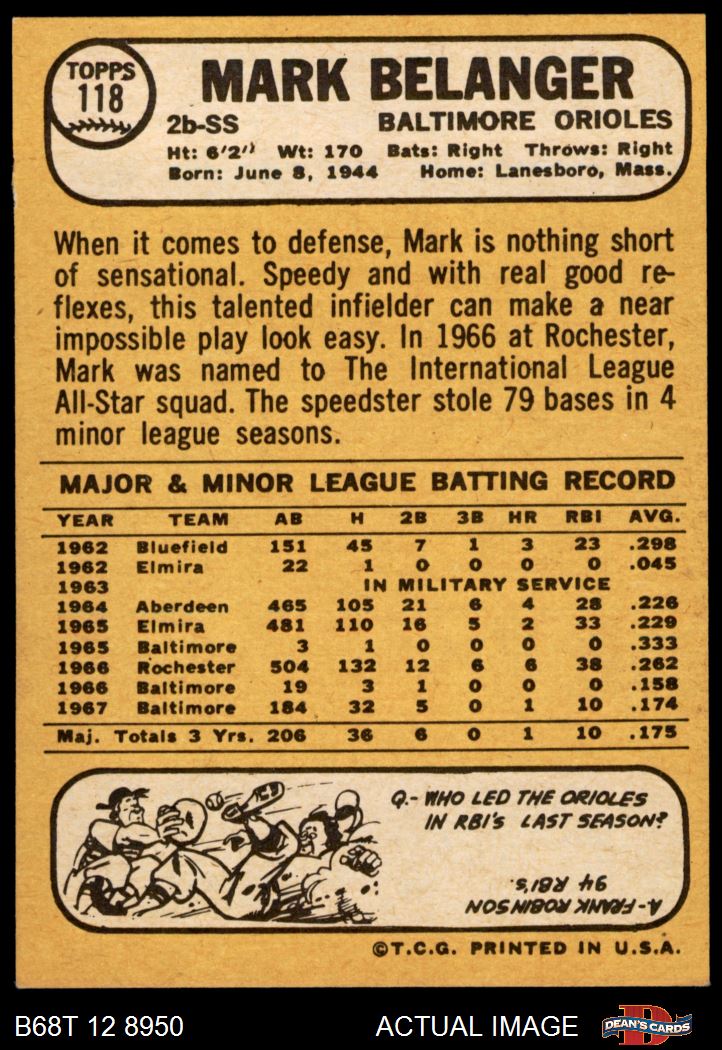 TOPPS
118
MARK BELANGER
2b-SS BALTIMORE ORIOLES
Ht: 6'2" Wt: 170 Bats: Right Throws: Right
Born: June 8, 1944 Home: Lanesboro, Mass.
When it comes to defense, Mark is nothing short
of sensational. Speedy and with real good re-
flexes, this talented infielder can make a near
impossible play look easy. In 1966 at Rochester,
Mark was named to The International League
All-Star squad. The speedster stole 79 bases in 4
minor league seasons.
MAJOR & MINOR LEAGUE BATTING RECORD
YEAR TEAM AB H 2B 3B HR RBI AVG.
1962 Bluefield 151 45 7 1 3 23 .298
1962 Elmira 22 1 0 0 0 0 .045
1963 IN MILITARY SERVICE
1964 Aberdeen 465 105 21 6 4 28 .226
1965 Elmira 481 110 16 5 2 33 .229
1965 Baltimore 3 1 0 0 0 0 .333
1966 Rochester 504 132 12 6 6 38 .262
1966 Baltimore 19 3 1 0 0 0 .158
1967 Baltimore 184 32 5 0 1 10 .174
Maj. Totals 3 Yrs. 206 36 6 0 1 10 .175
Q.- WHO LED THE ORIOLES
IN RBI'S LAST SEASON?
A- FRANK ROBINSON
94 RBI'S.
©T.C.G. PRINTED IN U.S.A.
B68T 12 8950 ACTUAL IMAGE DEAN'S CARDS